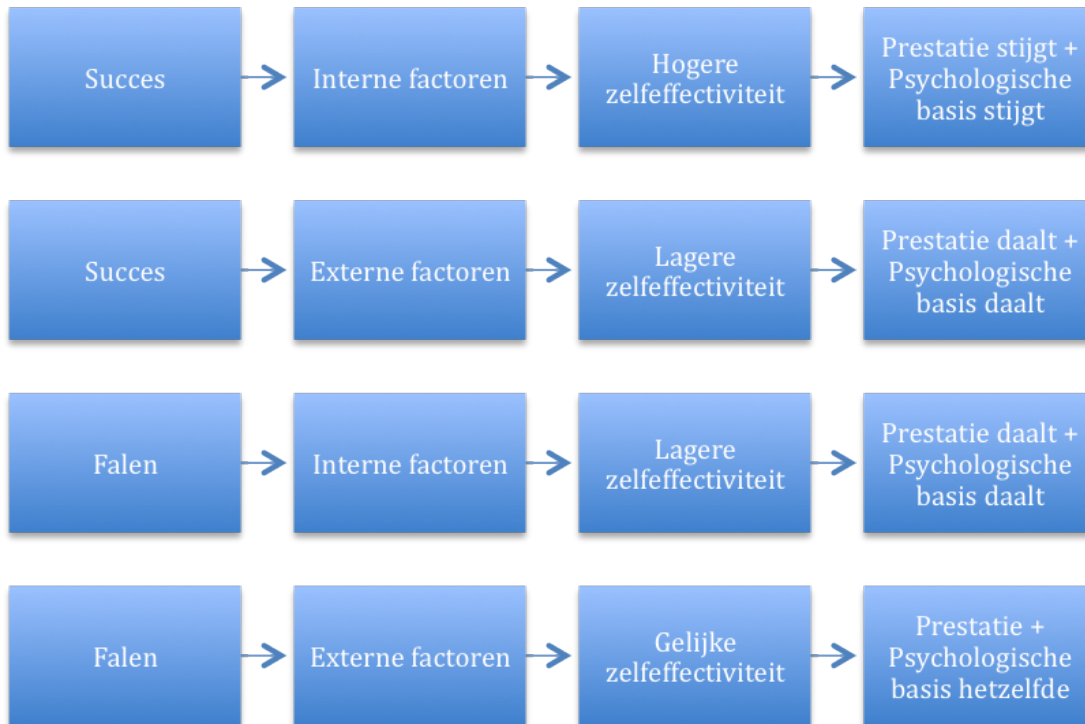 Succes
Interne factoren
Hogere
zelfeffectiviteit
Prestatie stijgt +
Psychologische
basis stijgt
Succes
Externe factoren
Lagere
zelfeffectiviteit
Prestatie daalt +
Psychologische
basis daalt
Falen
Interne factoren
Lagere
zelfeffectiviteit
Prestatie daalt +
Psychologische
basis daalt
Falen
Externe factoren
Gelijke
zelfeffectiviteit
Prestatie +
Psychologische
basis hetzelfde